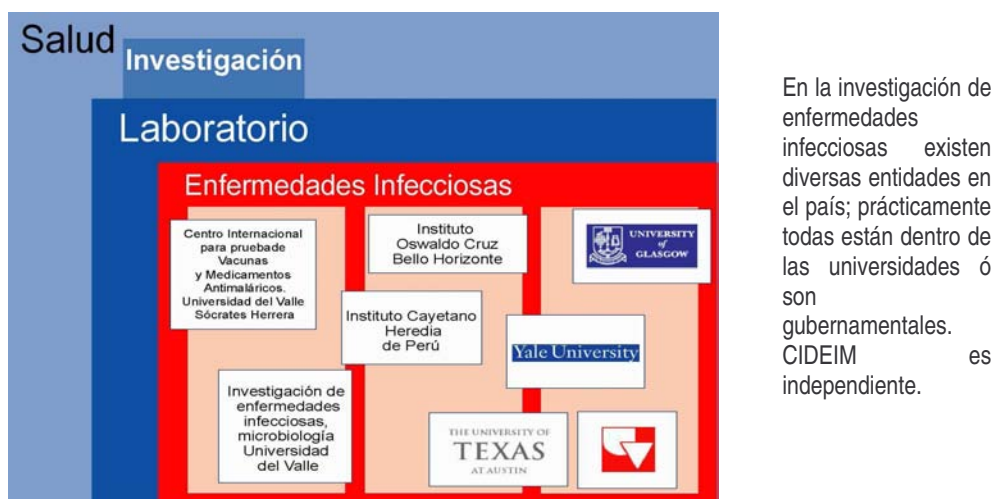 Salud
Investigación
Laboratorio
Enfermedades Infecciosas
Centro Internacional
para pruebade
Vacunas
y Medicamentos
Antimaláricos.
Universidad del Valle
Sócrates Herrera
Instituto
Oswaldo Cruz
Bello Horizonte
UNIVERSITY
of
GLASGOW
Instituto Cayetano
Heredia
de Perú
Yale University
Investigación de
enfermedades
infecciosas,
microbiología
Universidad
del Valle
THE UNIVERSITY OF
TEXAS
AT AUSTIN
En la investigación de
enfermedades
infecciosas existen
diversas entidades en
el país; prácticamente
todas están dentro de
las universidades ó
son
gubernamentales.
CIDEIM es
independiente.